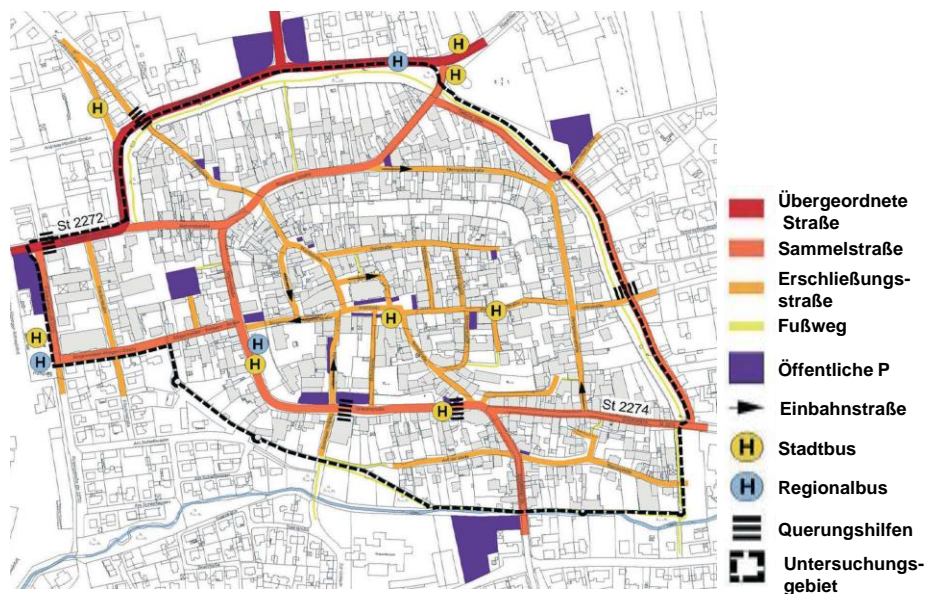 H
H
H
H
St 2272
H
H
H
H
H
H
H
St 2274
Übergeordnete
Straße
Sammelstraße
Erschließungs-
straße
Fußweg
Öffentliche P
Einbahnstraße
H Stadtbus
H Regionalbus
Querungshilfen
Untersuchungs-
gebiet